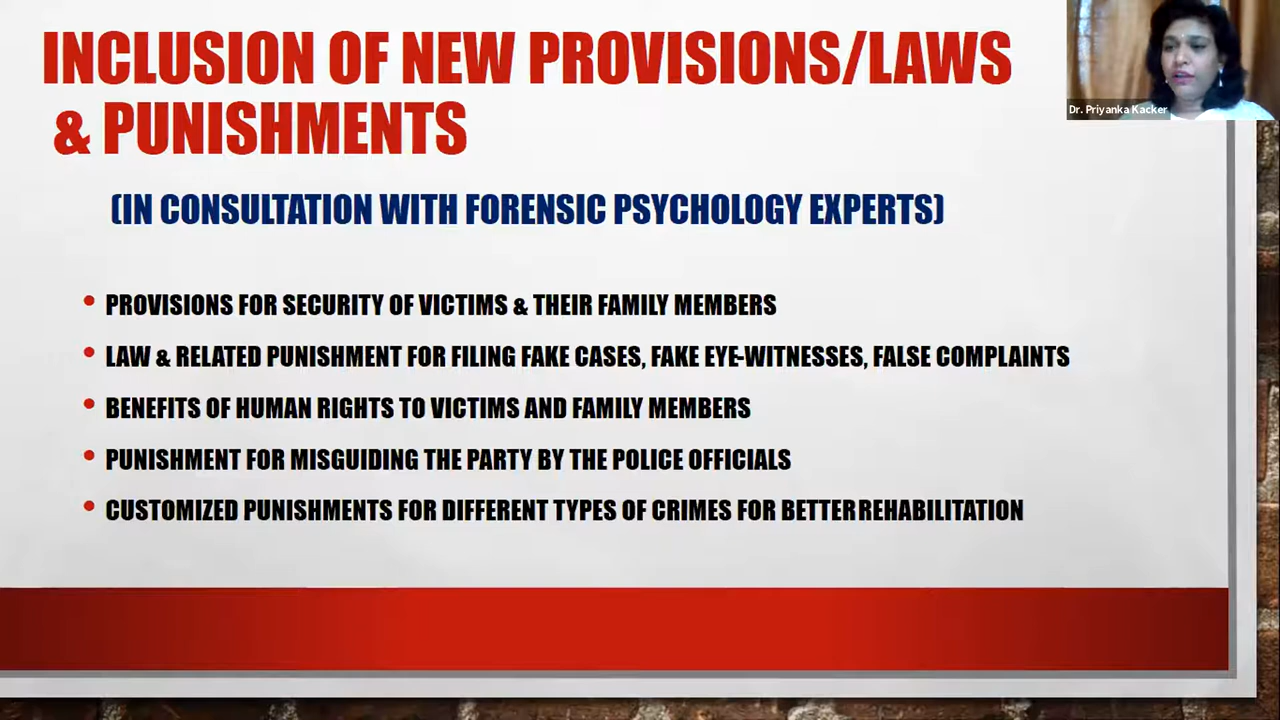 INCLUSION OF NEW PROVISIONS/LAWS
& PUNISHMENTS
Dr. Priyanka Kacker
(IN CONSULTATION WITH FORENSIC PSYCHOLOGY EXPERTS)
• PROVISIONS FOR SECURITY OF VICTIMS & THEIR FAMILY MEMBERS
• LAW & RELATED PUNISHMENT FOR FILING FAKE CASES, FAKE EYE-WITNESSES, FALSE COMPLAINTS
• BENEFITS OF HUMAN RIGHTS TO VICTIMS AND FAMILY MEMBERS
• PUNISHMENT FOR MISGUIDING THE PARTY BY THE POLICE OFFICIALS
• CUSTOMIZED PUNISHMENTS FOR DIFFERENT TYPES OF CRIMES FOR BETTER REHABILITATION